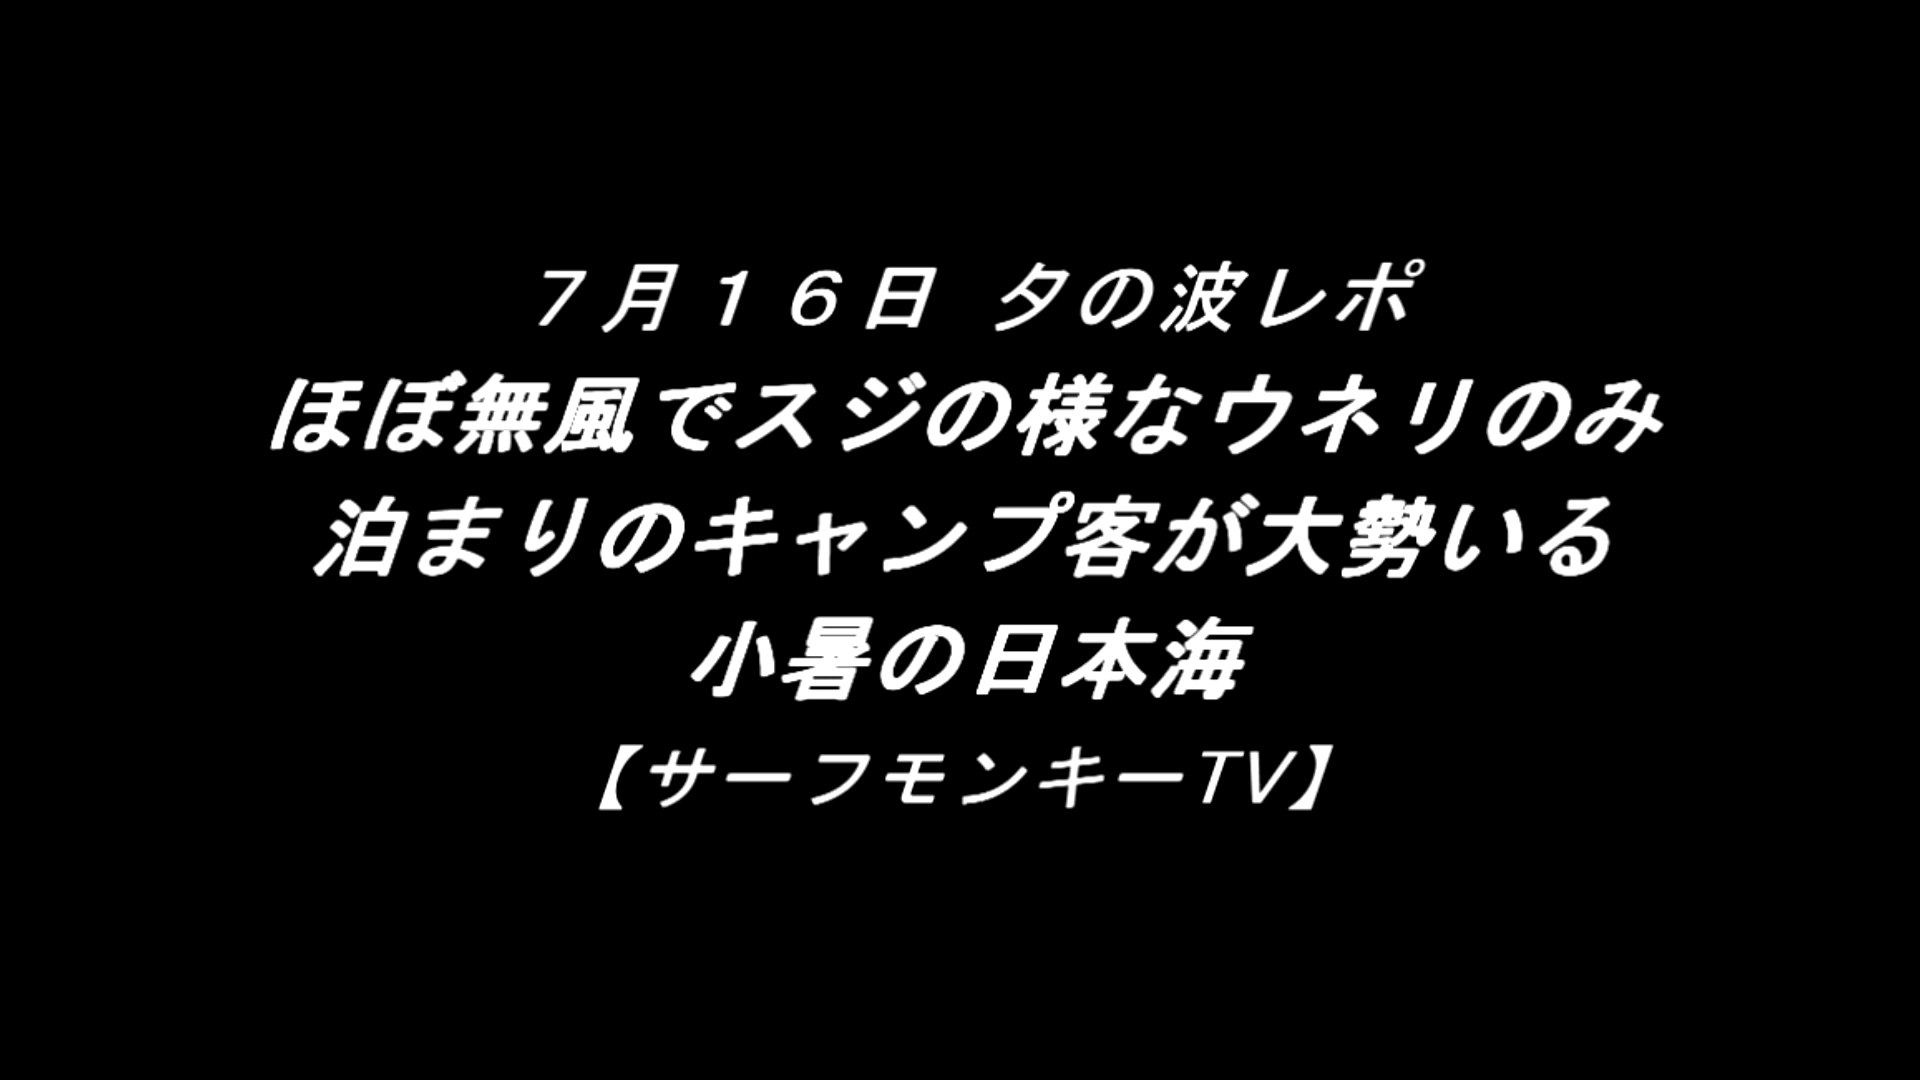 ７月１６日 夕の波レポ
ほぼ無風でスジの様なウネリのみ
泊まりのキャンプ客が大勢いる
小暑の日本海
【サーフモンキーTV】